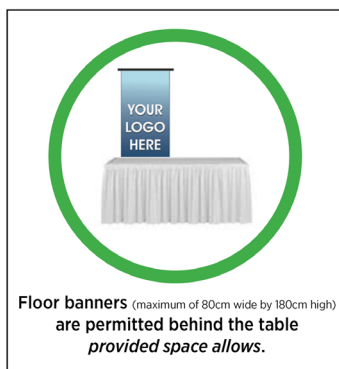 YOUR
LOGO
HERE
Floor banners (maximum of 80cm wide by 180cm high)
are permitted behind the table
provided space allows.